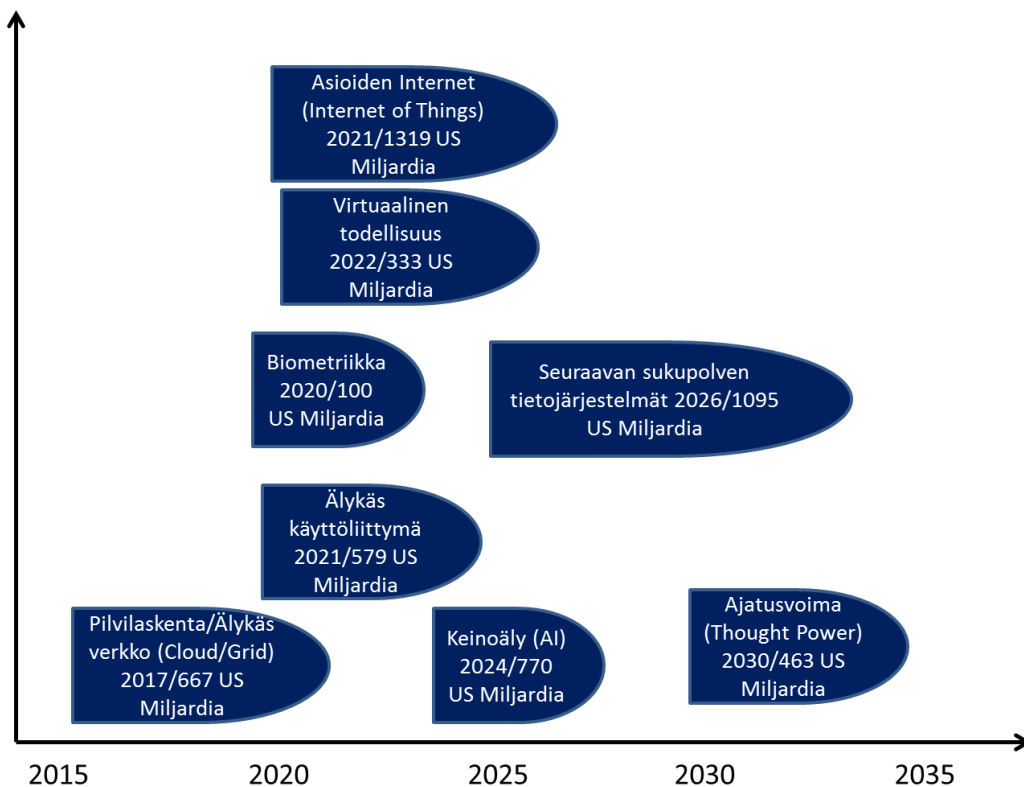 Asioiden Internet
(Internet of Things)
2021/1319 US
Miljardia
Virtuaalinen
todellisuus
2022/333 US
Miljardia
Biometriikka
2020/100
US Miljardia
Seuraavan sukupolven
tietojärjestelmät 2026/1095
US Miljardia
Älykäs
käyttöliittymä
2021/579 US
Miljardia
Pilvilaskenta/Älykäs
verkko (Cloud/Grid)
2017/667 US
Miljardia
Keinoäly (AI)
2024/770
US Miljardia
Ajatusvoima
(Thought Power)
2030/463 US
Miljardia
2015 2020 2025 2030 2035